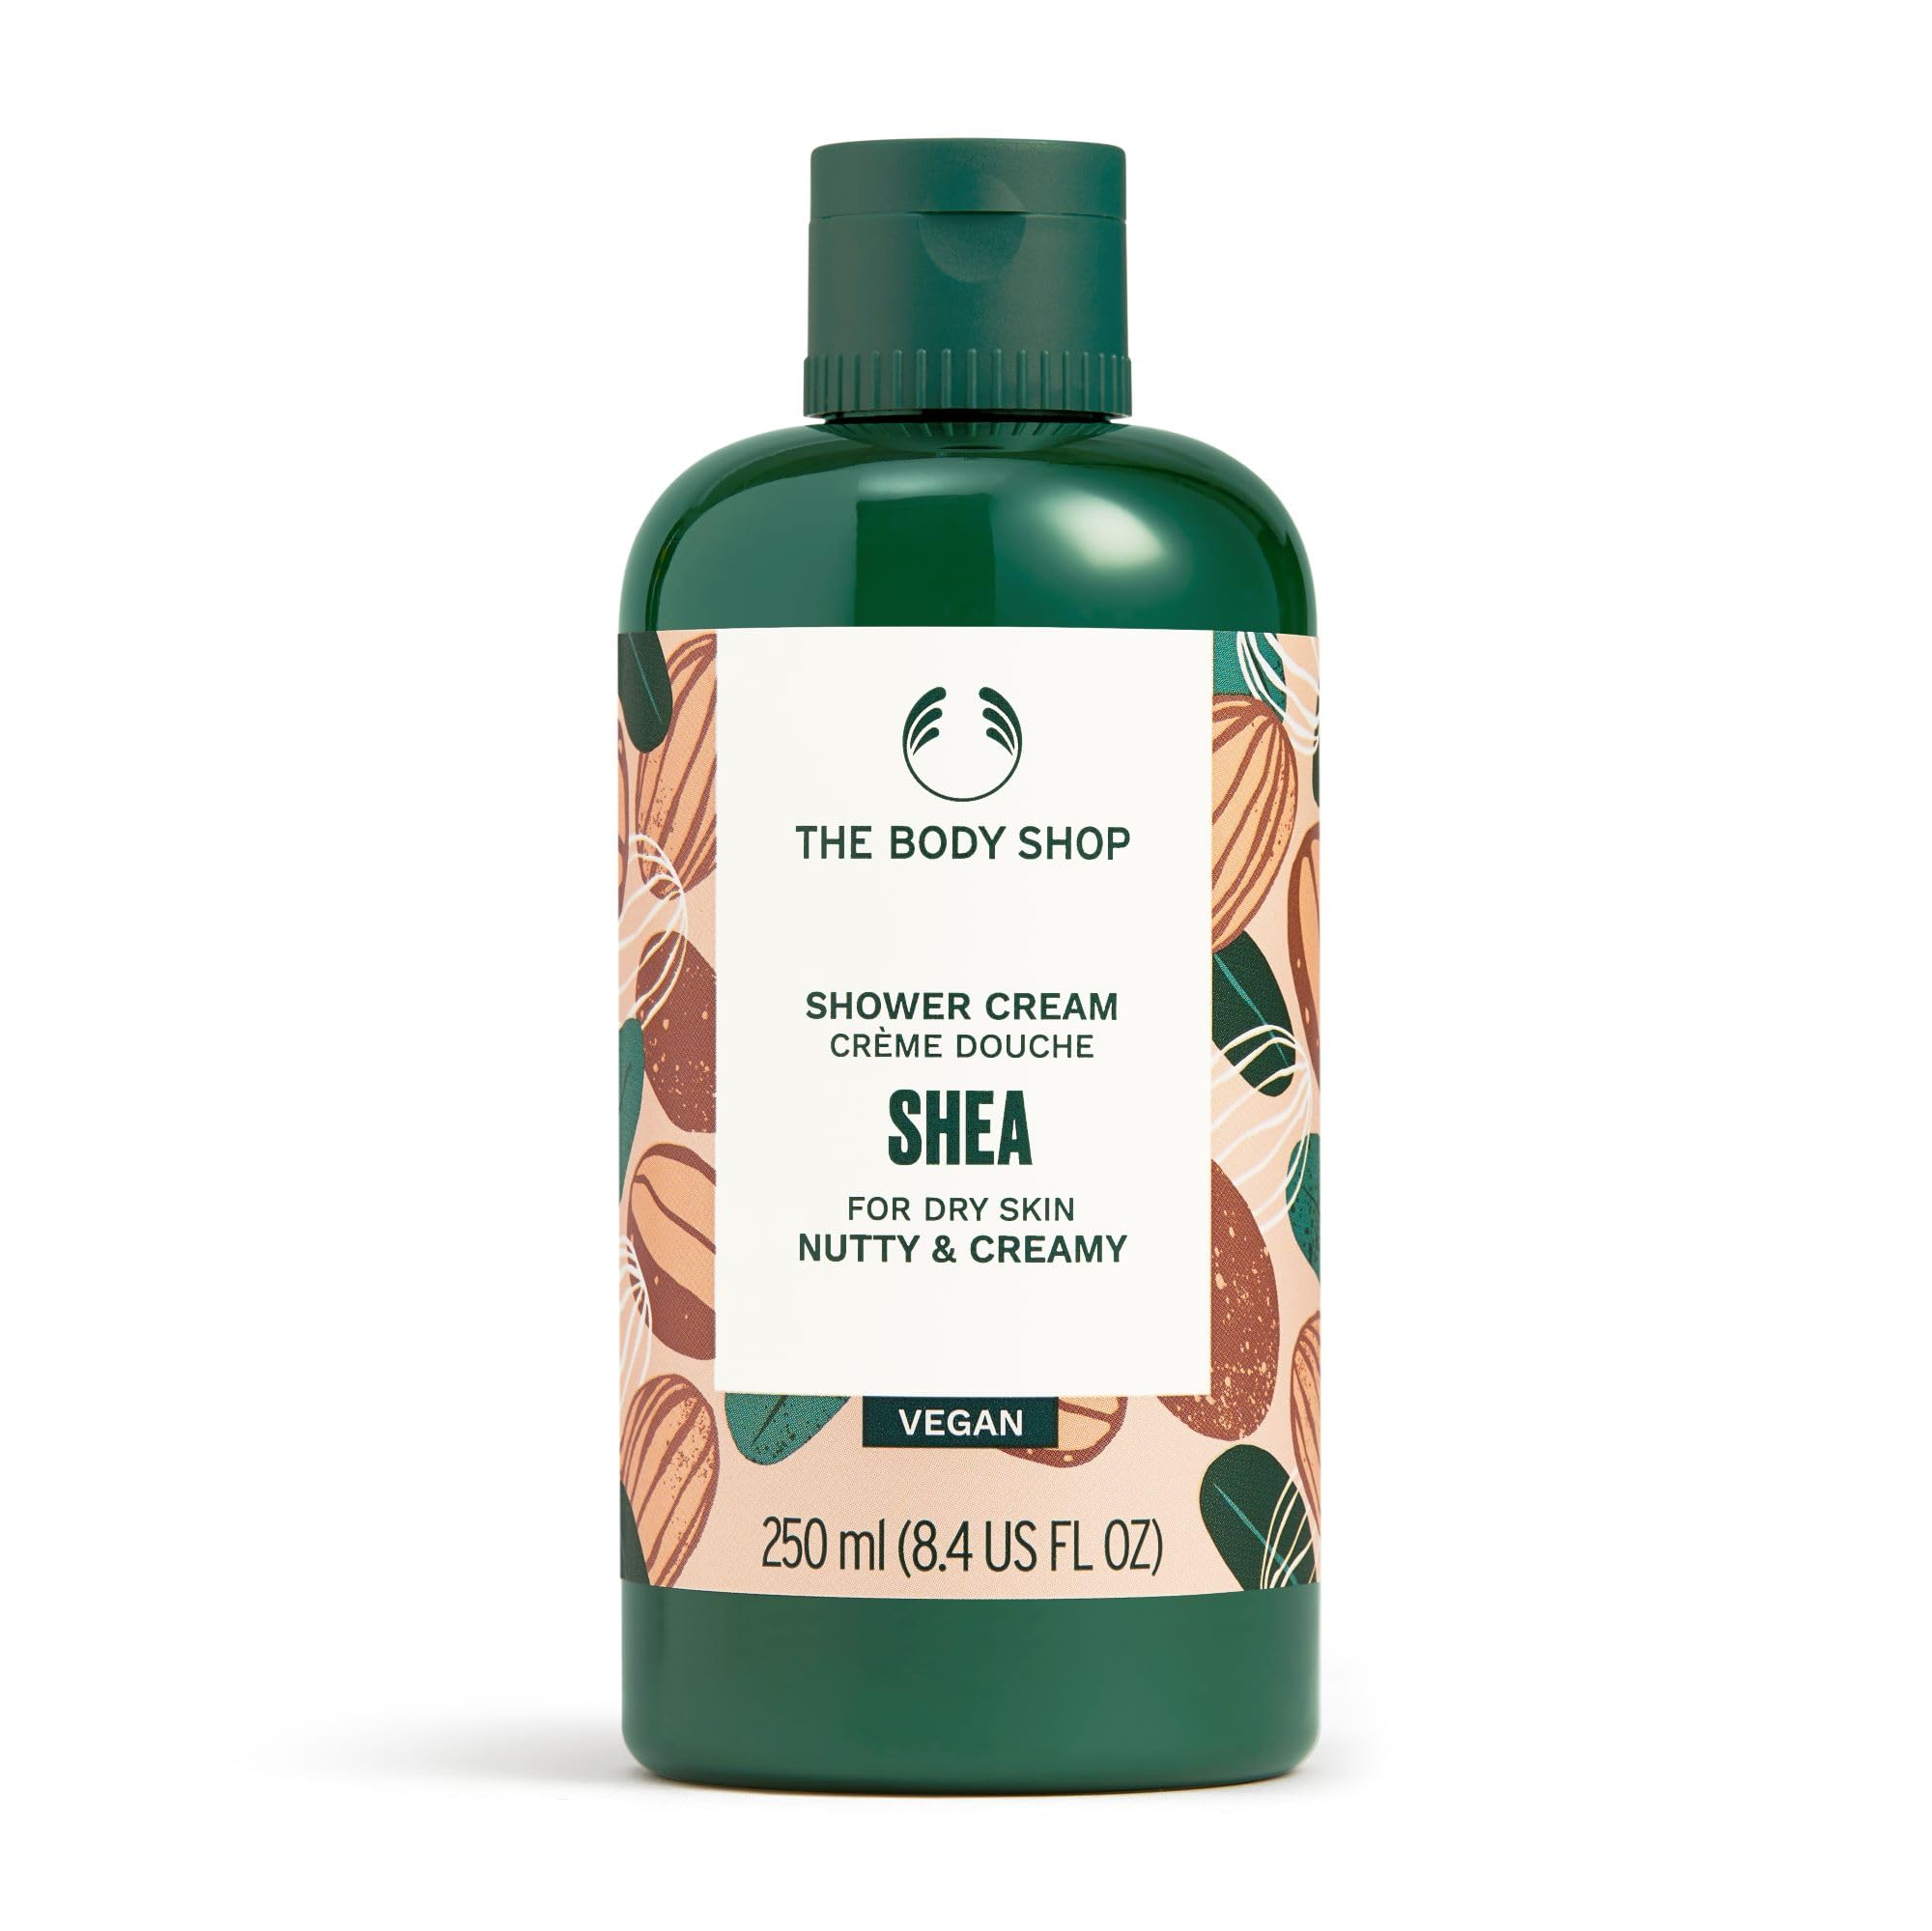 THE BODY SHOP
SHOWER CREAM
CRÈME DOUCHE
SHEA
FOR DRY SKIN
NUTTY & CREAMY
VEGAN
250 ml (8.4 US FL OZ)